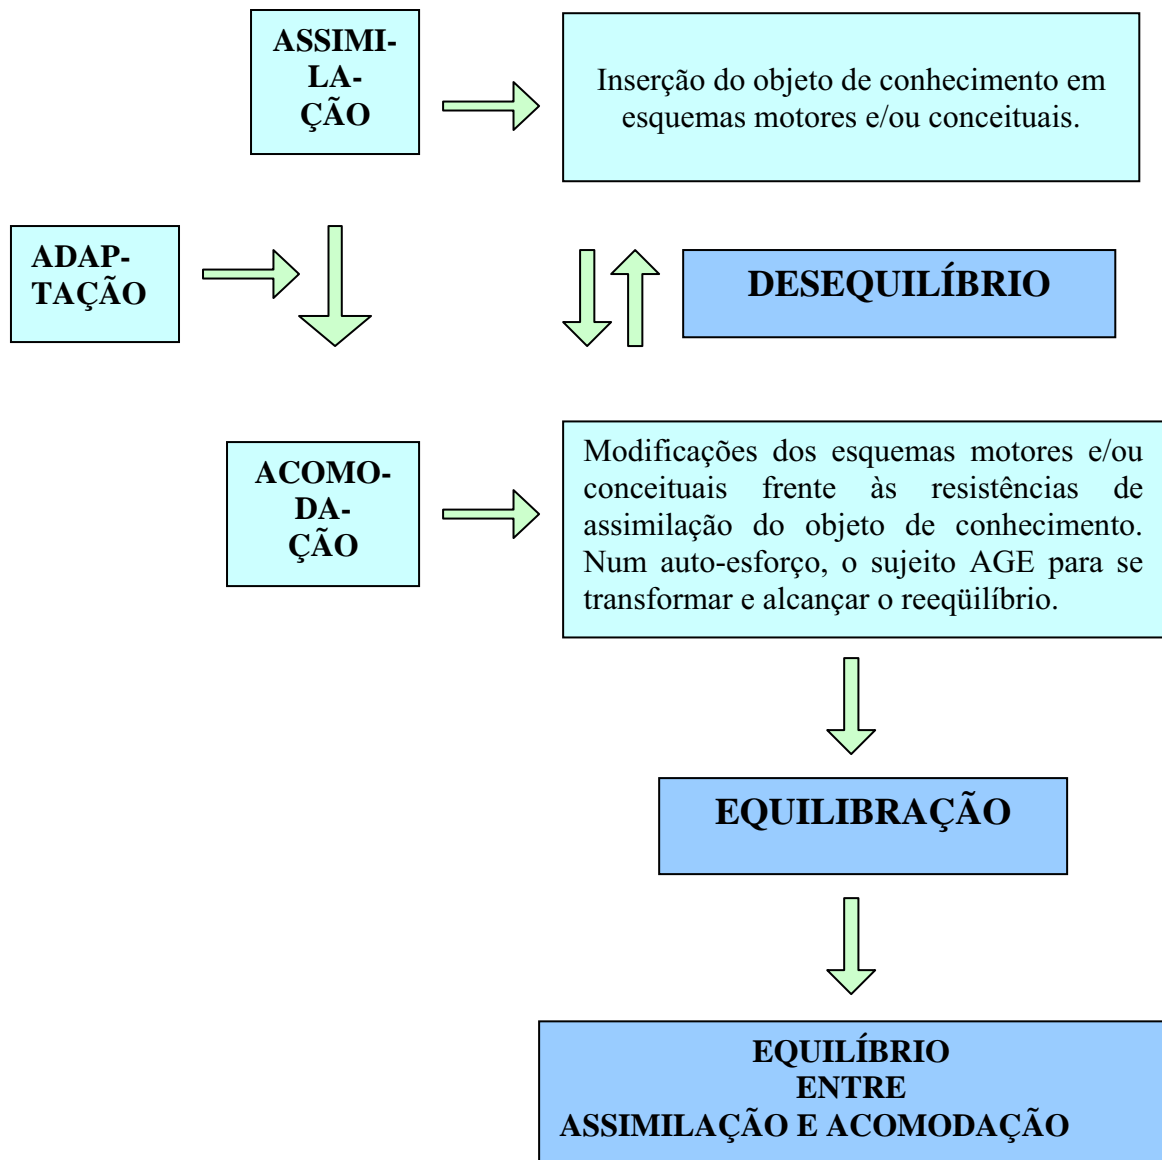 ASSIMI-
LA-
ÇÃO
Inserção do objeto de conhecimento em
esquemas motores e/ou conceituais.
ADAP-
TAÇÃO
DESEQUILÍBRIO
ACOMO-
DA-
ÇÃO
Modificações dos esquemas motores e/ou
conceituais frente às resistências de
assimilação do objeto de conhecimento.
Num auto-esforço, o sujeito AGE para se
transformar e alcançar o reeqüilíbrio.
EQUILIBRAÇÃO
EQUILÍBRIO
ENTRE
ASSIMILAÇÃO E ACOMODAÇÃO